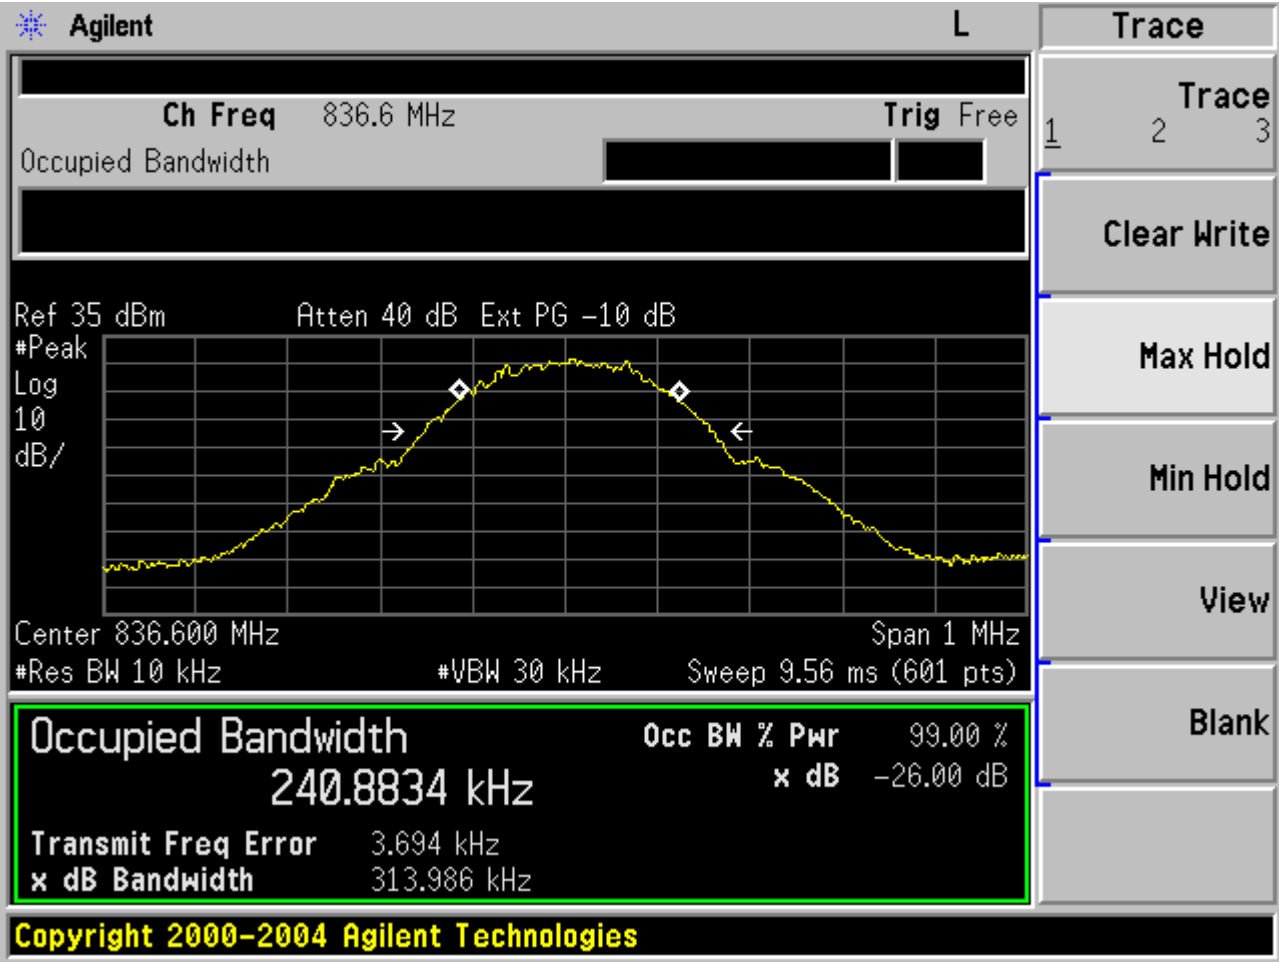 Agilent L Trace
Ch Freq 836.6 MHz Trig Free
Occupied Bandwidth
Trace
1 2 3
Clear Write
Max Hold
Min Hold
View
Blank
Ref 35 dBm Atten 40 dB Ext PG -10 dB
#Peak
Log
10
dB/
Center 836.600 MHz Span 1 MHz
#Res BW 10 kHz #VBW 30 kHz Sweep 9.56 ms (601 pts)
Occupied Bandwidth Occ BW % Pwr 99.00 %
240.8834 kHz x dB -26.00 dB
Transmit Freq Error 3.694 kHz
x dB Bandwidth 313.986 kHz
Copyright 2000-2004 Agilent Technologies